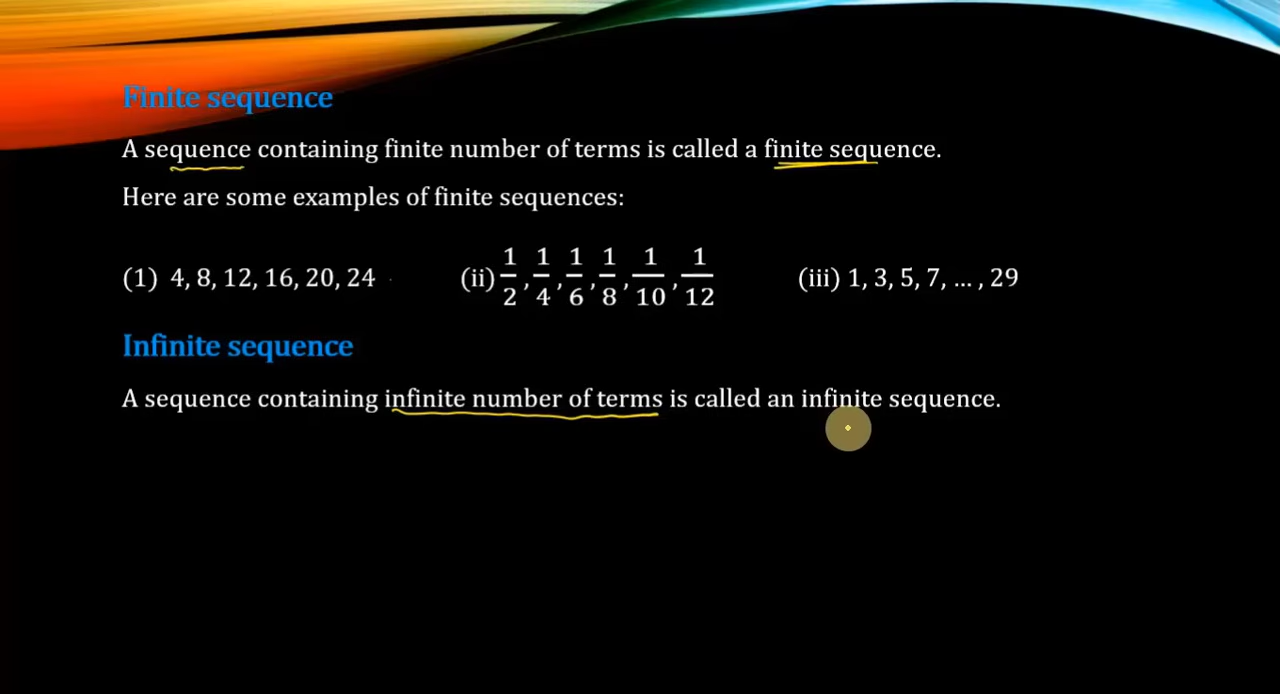 Finite sequence
A sequence containing finite number of terms is called a finite sequence.
Here are some examples of finite sequences:
(1) 4, 8, 12, 16, 20, 24 (ii) 1/2, 1/4, 1/6, 1/8, 1/10, 1/12 (iii) 1, 3, 5, 7, ... , 29
Infinite sequence
A sequence containing infinite number of terms is called an infinite sequence.